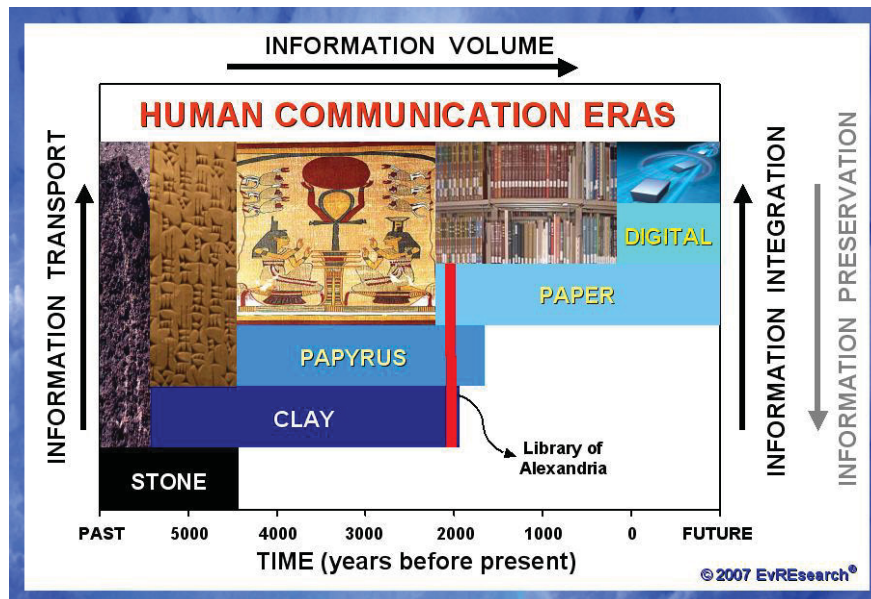 INFORMATION VOLUME
HUMAN COMMUNICATION ERAS
INFORMATION TRANSPORT
DIGITAL
PAPER
PAPYRUS
CLAY
STONE
Library of
Alexandria
INFORMATION INTEGRATION
INFORMATION PRESERVATION
PAST 5000 4000 3000 2000 1000 0 FUTURE
TIME (years before present)
© 2007 EvREsearch®